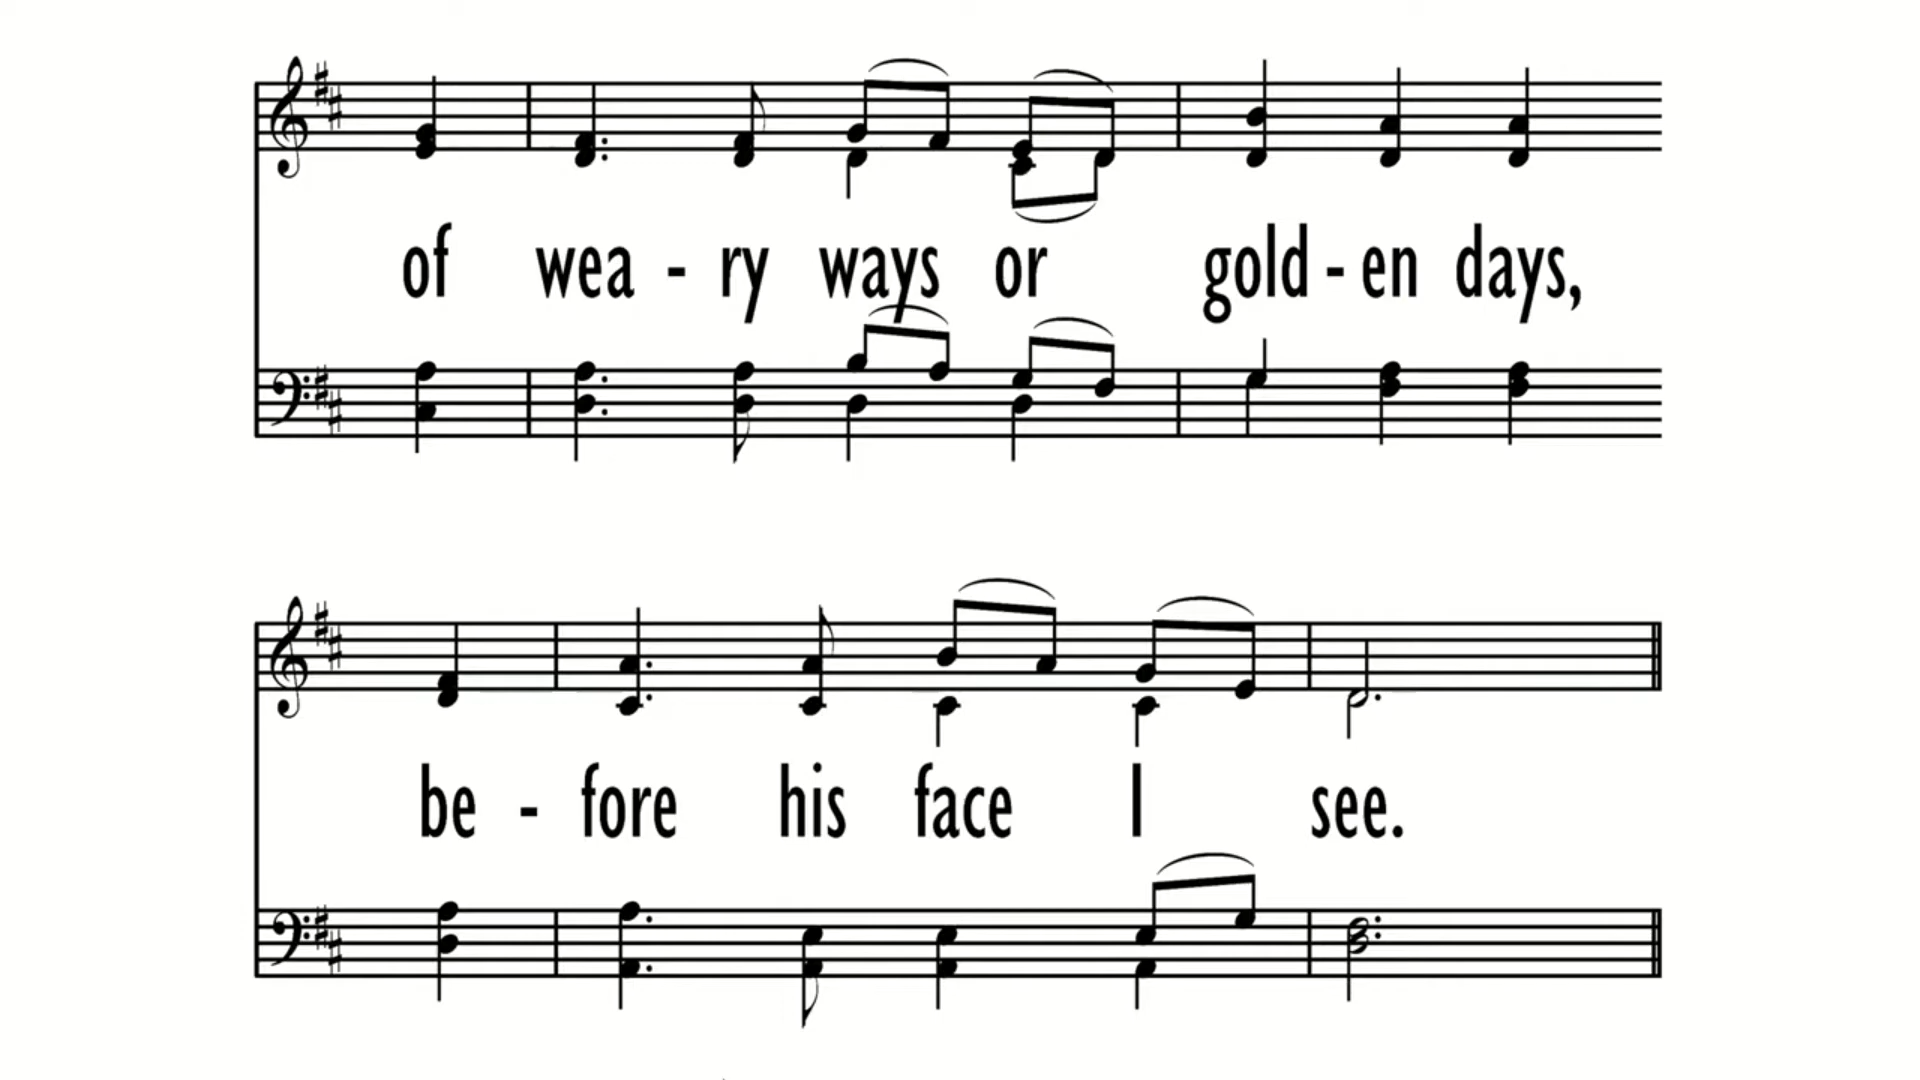 of wea - ry ways or gold - en days,
be - fore his face I see.